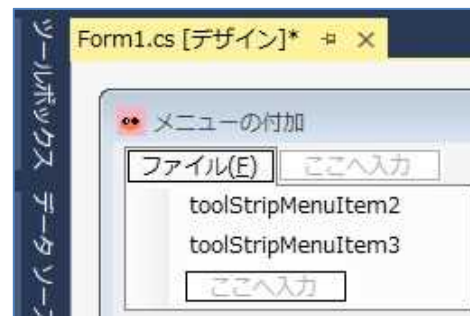 Form1.cs [デザイン]*
メニューの付加
ファイル(F) ここへ入力
toolStripMenuItem2
toolStripMenuItem3
ここへ入力
ツールボックス
データソース